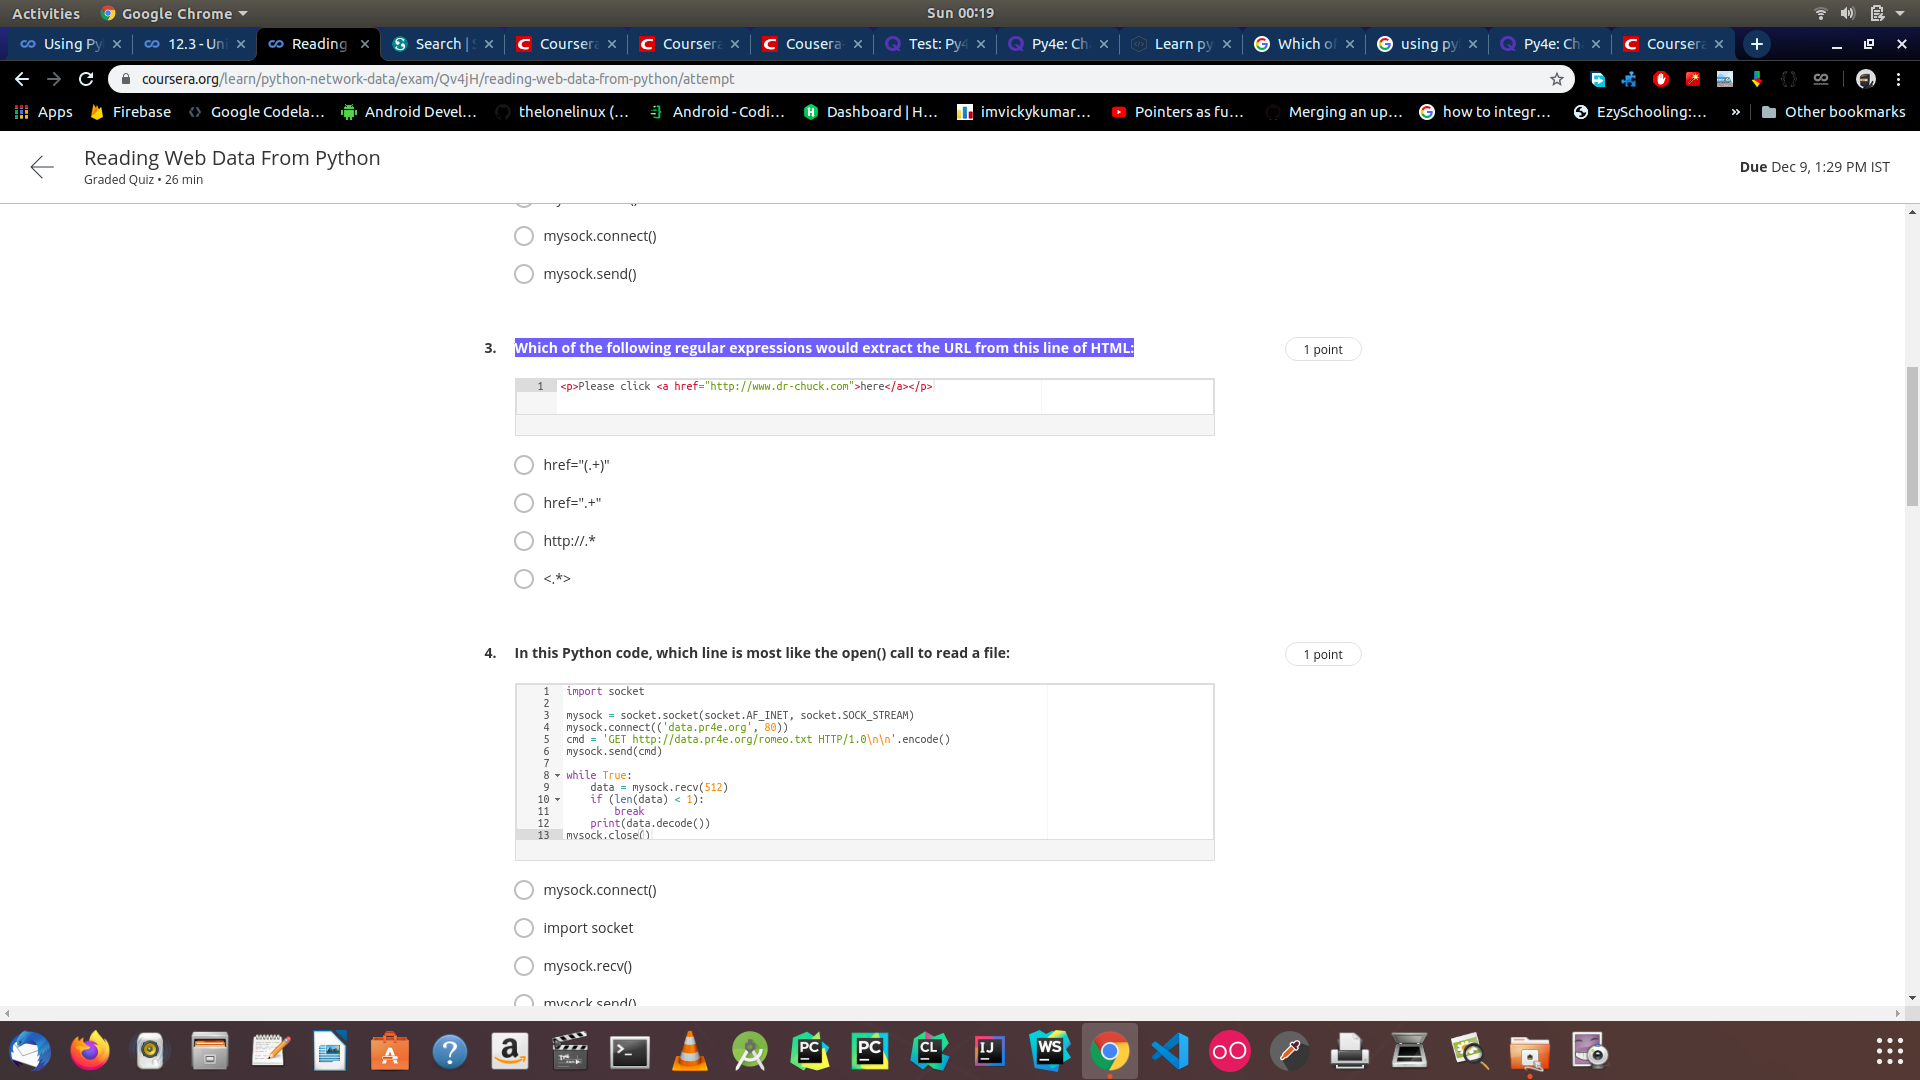 Activities Google Chrome Sun 00:19
Using Py 12.3 - Uni Reading Search | Coursera Coursera Cousera- Test: Py4 Py4e: Ch Learn py Which of using py Py4e: Ch Coursera
coursera.org/learn/python-network-data/exam/Qv4jH/reading-web-data-from-python/attempt
Apps Firebase Google Codela... Android Devel... thelonelinux (... Android - Codi... Dashboard | H... imvickykumar... Pointers as fu... Merging an up... how to integr... EzySchooling:... » Other bookmarks
Reading Web Data From Python
Graded Quiz • 26 min
Due Dec 9, 1:29 PM IST
mysock.connect()
mysock.send()
3. Which of the following regular expressions would extract the URL from this line of HTML: 1 point
1 <p>Please click <a href="http://www.dr-chuck.com">here</a></p>
href="(.+)"
href=".+"
http://.*
<.*>
4. In this Python code, which line is most like the open() call to read a file: 1 point
1 import socket
2
3 mysock = socket.socket(socket.AF_INET, socket.SOCK_STREAM)
4 mysock.connect(('data.pr4e.org', 80))
5 cmd = 'GET http://data.pr4e.org/romeo.txt HTTP/1.0\n\n'.encode()
6 mysock.send(cmd)
7
8 while True:
9 data = mysock.recv(512)
10 if (len(data) < 1):
11 break
12 print(data.decode())
13 mysock.close()
mysock.connect()
import socket
mysock.recv()
mysock.send()